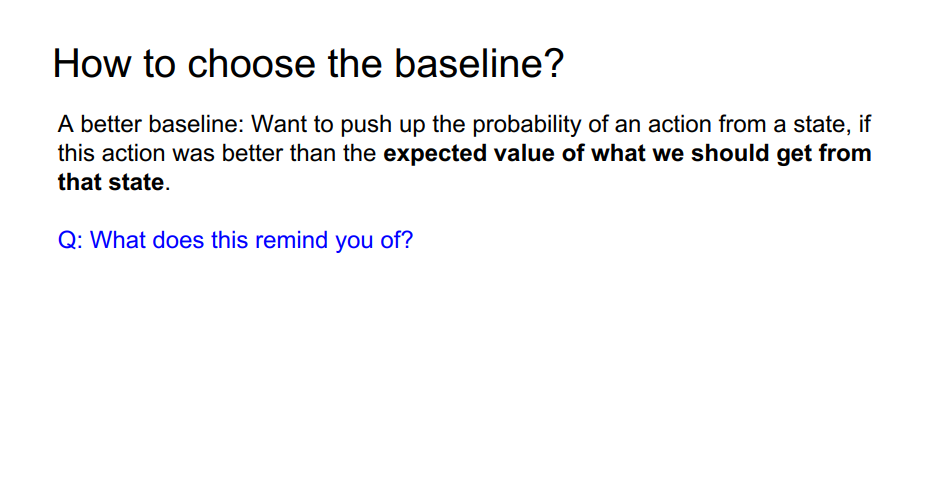 How to choose the baseline?
A better baseline: Want to push up the probability of an action from a state, if
this action was better than the expected value of what we should get from
that state.
Q: What does this remind you of?